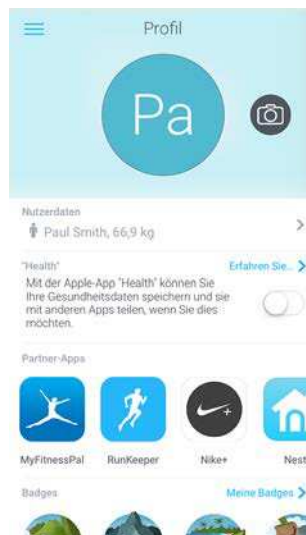 Profil
Pa
Nutzerdaten
Paul Smith, 66,9 kg
"Health"
Erfahren Sie...
Mit der Apple-App "Health" können Sie
Ihre Gesundheitsdaten speichern und sie
mit anderen Apps teilen, wenn Sie dies
möchten.
Partner-Apps
MyFitnessPal
RunKeeper
Nike+
Nest
Badges
Meine Badges